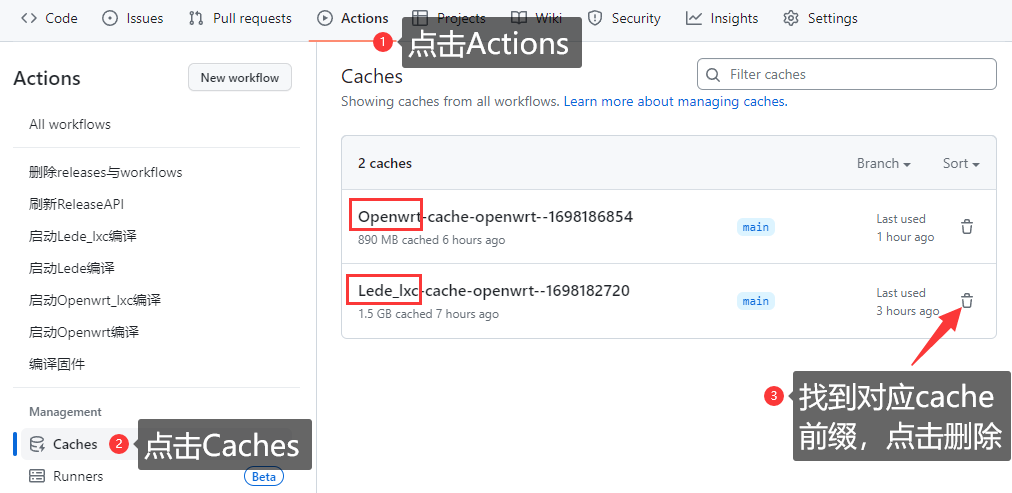 Code Issues Pull requests Actions Projects Wiki Security Insights Settings
1 点击Actions
Actions New workflow
All workflows
删除releases与workflows
刷新ReleaseAPI
启动Lede_lxc编译
启动Lede编译
启动Openwrt_lxc编译
启动Openwrt编译
编译固件
Management
Caches 2 点击Caches
Runners Beta
Caches Filter caches
Showing caches from all workflows. Learn more about managing caches.
2 caches Branch Sort
Openwrt-cache-openwrt--1698186854
890 MB cached 6 hours ago
main
Last used
1 hour ago
Lede_lxc-cache-openwrt--1698182720
1.5 GB cached 7 hours ago
main
Last used
3 hours ago
3 找到对应cache
前缀，点击删除